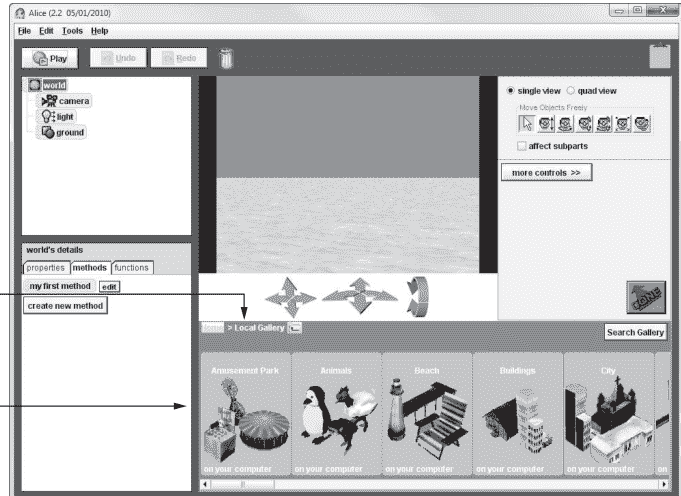 Alice (2.2 05/01/2010)
File Edit Tools Help
Play Undo Redo
world
camera
light
ground
single view quad view
Move Objects Freely
affect subparts
more controls >>
world's details
properties methods functions
my first method edit
create new method
DONE
> Local Gallery
Search Gallery
Amusement Park Animals Beach Buildings City
on your computer on your computer on your computer on your computer on your computer on